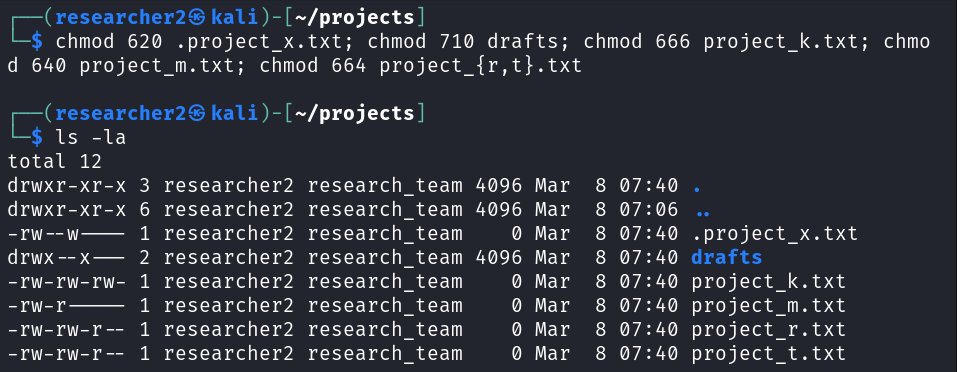 ┌──(researcher2㉿kali)-[~/projects]
└─$ chmod 620 .project_x.txt; chmod 710 drafts; chmod 666 project_k.txt; chmo
d 640 project_m.txt; chmod 664 project_{r,t}.txt
┌──(researcher2㉿kali)-[~/projects]
└─$ ls -la
total 12
drwxr-xr-x 3 researcher2 research_team 4096 Mar  8 07:40 .
drwxr-xr-x 6 researcher2 research_team 4096 Mar  8 07:06 ..
-rw--w---- 1 researcher2 research_team    0 Mar  8 07:40 .project_x.txt
drwx--x--- 2 researcher2 research_team 4096 Mar  8 07:40 drafts
-rw-rw-rw- 1 researcher2 research_team    0 Mar  8 07:40 project_k.txt
-rw-r----- 1 researcher2 research_team    0 Mar  8 07:40 project_m.txt
-rw-rw-r-- 1 researcher2 research_team    0 Mar  8 07:40 project_r.txt
-rw-rw-r-- 1 researcher2 research_team    0 Mar  8 07:40 project_t.txt